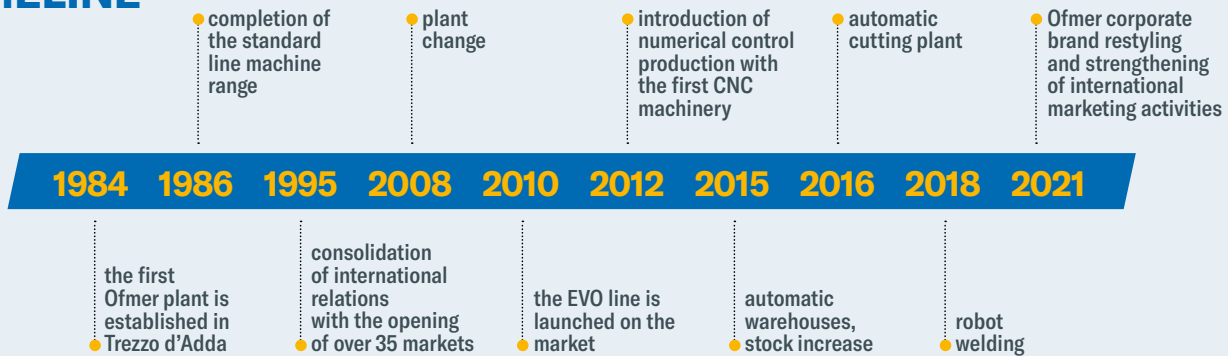 completion of
the standard
line machine
range
plant
change
introduction of
numerical control
production with
the first CNC
machinery
automatic
cutting plant
Ofmer corporate
brand restyling
and strengthening
of international
marketing activities
1984 1986 1995 2008 2010 2012 2015 2016 2018 2021
the first
Ofmer plant is
established in
Trezzo d’Adda
consolidation
of international
relations
with the opening
of over 35 markets
the EVO line is
launched on the
market
automatic
warehouses,
stock increase
robot
welding